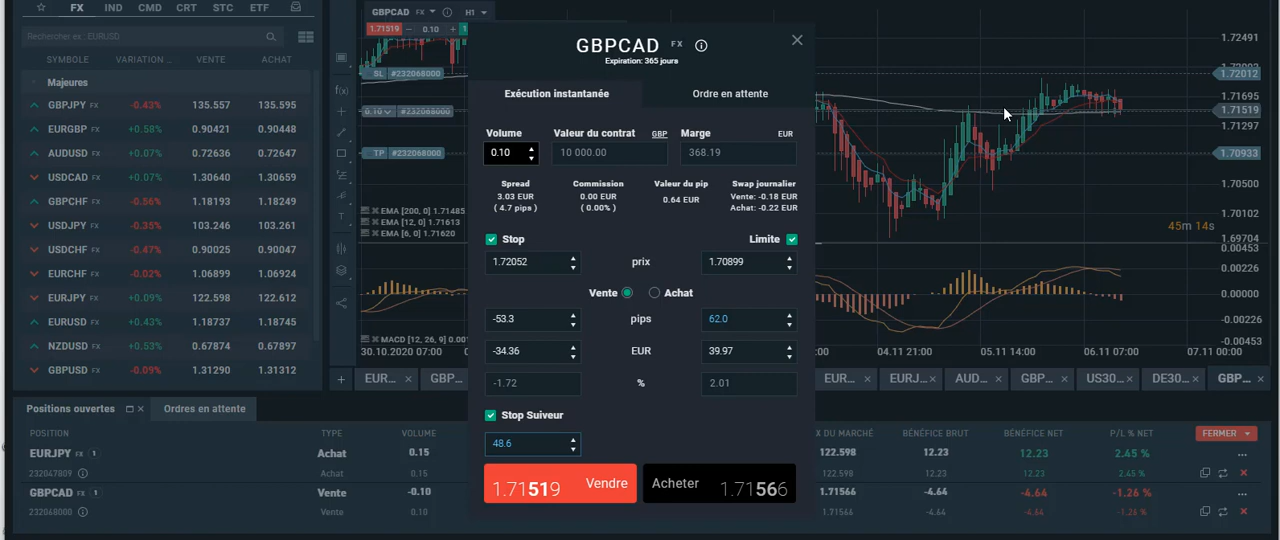 FX IND CMD CRT STC ETF
Rechercher ex.: EURUSD
SYMBOLE VARIATION ... VENTE ACHAT
Majeures
GBPJPY FX -0.43% 135.557 135.595
EURGBP FX +0.58% 0.90421 0.90448
AUDUSD FX +0.07% 0.72636 0.72647
USDCAD FX +0.07% 1.30640 1.30659
GBPCHF FX -0.56% 1.18193 1.18249
USDJPY FX -0.35% 103.246 103.261
USDCHF FX -0.47% 0.90025 0.90047
EURCHF FX -0.02% 1.06899 1.06924
EURJPY FX +0.09% 122.598 122.612
EURUSD FX +0.43% 1.18737 1.18745
NZDUSD FX +0.53% 0.67874 0.67897
GBPUSD FX -0.09% 1.31290 1.31312
GBPCAD FX H1
1.71519 0.10
SL #232068000
0.10 #232068000
TP #232068000
EMA [200, 0] 1.71485
EMA [12, 0] 1.71613
EMA [6, 0] 1.71620
MACD [12, 26, 9] 0.001
30.10.2020 07:00
GBPCAD FX
Expiration: 365 jours
Exécution instantanée Ordre en attente
Volume Valeur du contrat GBP Marge EUR
0.10 10 000.00 368.19
Spread Commission Valeur du pip Swap journalier
3.03 EUR 0.00 EUR 0.64 EUR Vente: -0.18 EUR
( 4.7 pips ) ( 0.00% ) Achat: -0.22 EUR
Stop Limite
1.72052 prix 1.70899
Vente Achat
-53.3 pips 62.0
-34.36 EUR 39.97
-1.72 % 2.01
Stop Suiveur
48.6
1.71519 Vendre Acheter 1.71566
1.72491
1.72012
1.71695
1.71519
1.71297
1.70933
1.70500
1.70102
45m 14s
1.69704
0.00453
0.00226
0.00000
-0.00226
-0.00453
04.11 21:00 05.11 14:00 06.11 07:00 07.11 00:00
EUR... GBP... EUR... EURJ... AUD... GBP... US30... DE30... GBP...
Positions ouvertes Ordres en attente
POSITION TYPE VOLUME X DU MARCHÉ BÉNÉFICE BRUT BÉNÉFICE NET P/L % NET FERMER
EURJPY FX 1 Achat 0.15 122.598 12.23 12.23 2.45 % ...
232047809 Achat 0.15 122.598 12.23 12.23 2.45 %
GBPCAD FX 1 Vente -0.10 1.71566 -4.64 -4.64 -1.26 % ...
232068000 Vente 0.10 1.71566 -4.64 -4.64 -1.26 %